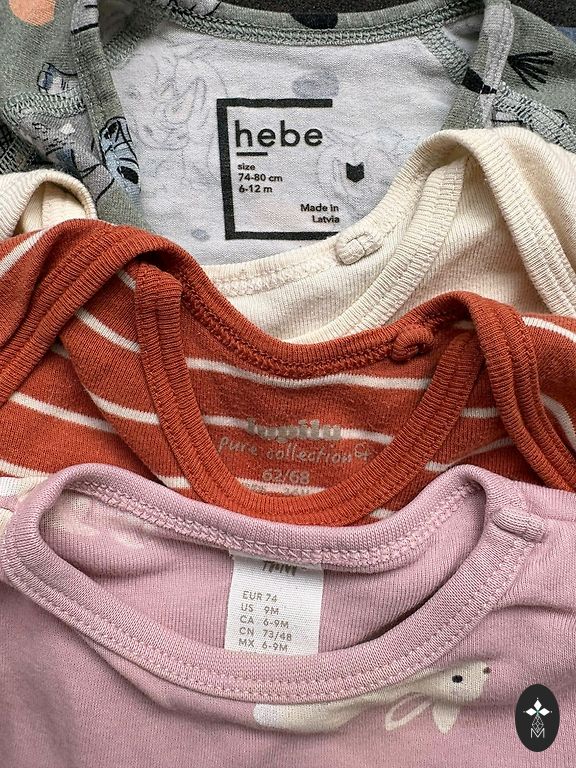 hebe
size
74-80 cm
6-12 m
Made in
Latvia
lupilu
Pure collection
62/68
H&M
EUR 74
US 9M
CA 6-9M
CN 73/48
MX 6-9M
M